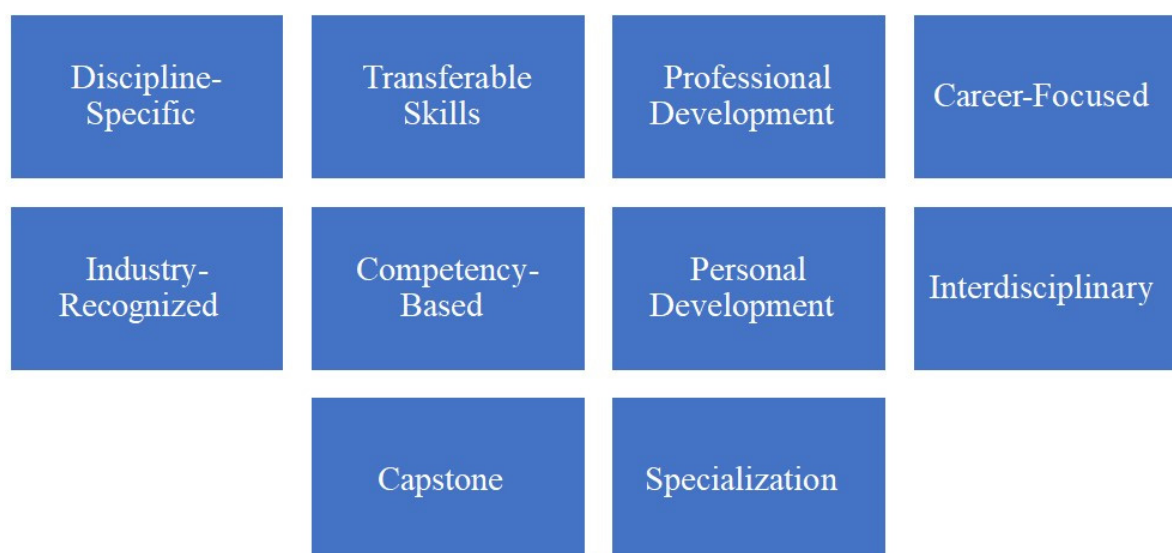 Discipline-
Specific
Transferable
Skills
Professional
Development
Career-Focused
Industry-
Recognized
Competency-
Based
Personal
Development
Interdisciplinary
Capstone
Specialization